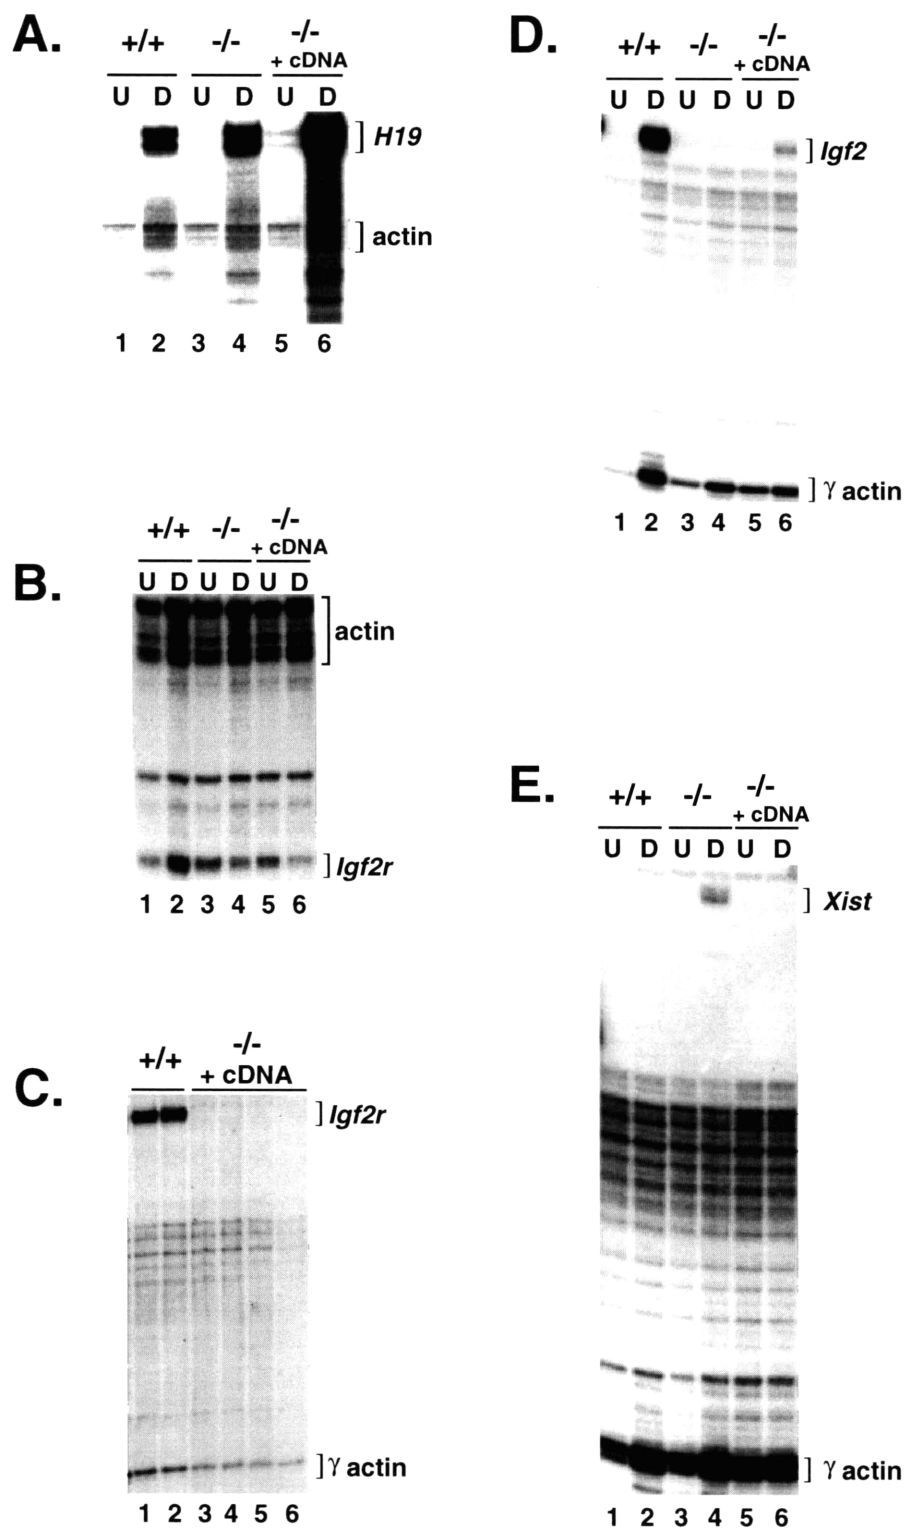 A.
+/+ -/- -/-
+ cDNA
U D U D U D
] H19
] actin
1 2 3 4 5 6
B.
+/+ -/- -/-
+ cDNA
U D U D U D
actin
] Igf2r
1 2 3 4 5 6
C.
+/+ -/-
+ cDNA
] Igf2r
] γ actin
1 2 3 4 5 6
D.
+/+ -/- -/-
+ cDNA
U D U D U D
] Igf2
] γ actin
1 2 3 4 5 6
E.
+/+ -/- -/-
+ cDNA
U D U D U D
] Xist
] γ actin
1 2 3 4 5 6